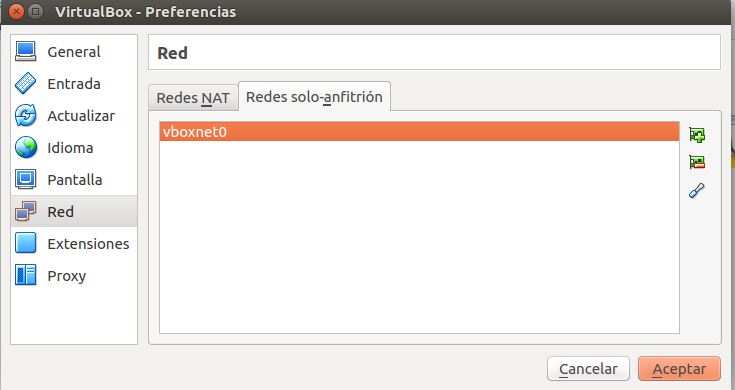 VirtualBox - Preferencias
General
Entrada
Actualizar
Idioma
Pantalla
Red
Extensiones
Proxy
Red
Redes NAT
Redes solo-anfitrión
vboxnet0
Cancelar
Aceptar